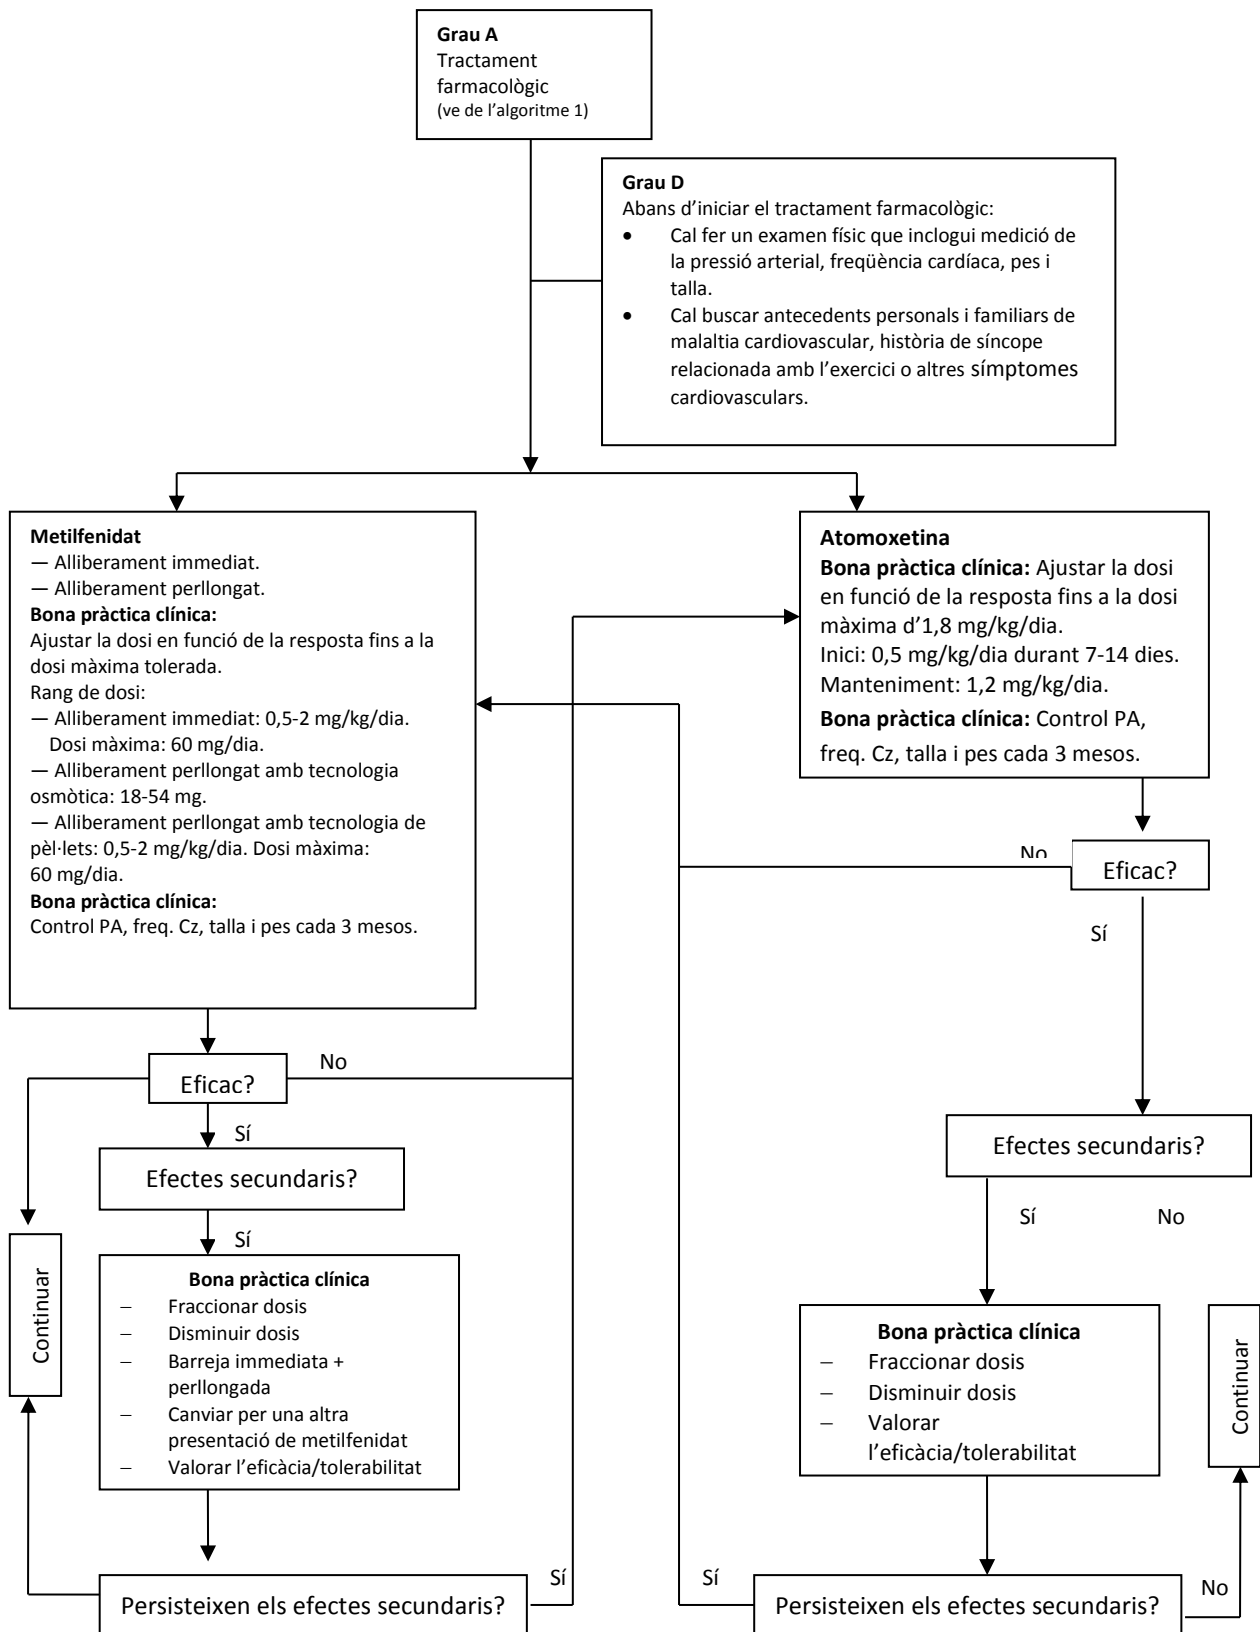 Grau A
Tractament
farmacològic
(ve de l'algoritme 1)
Grau D
Abans d'iniciar el tractament farmacològic:
• Cal fer un examen físic que inclogui medició de
la pressió arterial, freqüència cardíaca, pes i
talla.
• Cal buscar antecedents personals i familiars de
malaltia cardiovascular, història de síncope
relacionada amb l'exercici o altres símptomes
cardiovasculars.
Metilfenidat
— Alliberament immediat.
— Alliberament perllongat.
Bona pràctica clínica:
Ajustar la dosi en funció de la resposta fins a la
dosi màxima tolerada.
Rang de dosi:
— Alliberament immediat: 0,5-2 mg/kg/dia.
Dosi màxima: 60 mg/dia.
— Alliberament perllongat amb tecnologia
osmòtica: 18-54 mg.
— Alliberament perllongat amb tecnologia de
pèl·lets: 0,5-2 mg/kg/dia. Dosi màxima:
60 mg/dia.
Bona pràctica clínica:
Control PA, freq. Cz, talla i pes cada 3 mesos.
Atomoxetina
Bona pràctica clínica: Ajustar la dosi
en funció de la resposta fins a la dosi
màxima d'1,8 mg/kg/dia.
Inici: 0,5 mg/kg/dia durant 7-14 dies.
Manteniment: 1,2 mg/kg/dia.
Bona pràctica clínica: Control PA,
freq. Cz, talla i pes cada 3 mesos.
No
Eficac?
Sí
Eficac?
No
Sí
Efectes secundaris?
Sí
Continuar
Bona pràctica clínica
– Fraccionar dosis
– Disminuir dosis
– Barreja immediata +
perllongada
– Canviar per una altra
presentació de metilfenidat
– Valorar l'eficàcia/tolerabilitat
Persisteixen els efectes secundaris?
Sí
Efectes secundaris?
Sí
No
Bona pràctica clínica
– Fraccionar dosis
– Disminuir dosis
– Valorar
l'eficàcia/tolerabilitat
Continuar
Sí
Persisteixen els efectes secundaris?
No